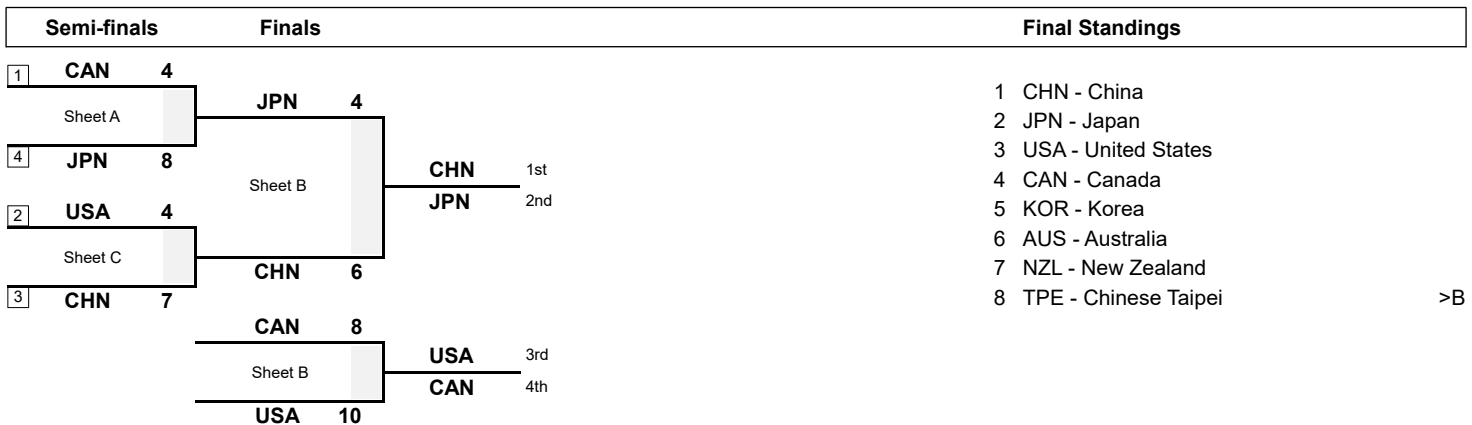 Semi-finals Finals Final Standings
1 CAN 4
Sheet A
4 JPN 8
2 USA 4
Sheet C
3 CHN 7
JPN 4
Sheet B
CHN 6
CAN 8
Sheet B
USA 10
CHN 1st
JPN 2nd
USA 3rd
CAN 4th
1 CHN - China
2 JPN - Japan
3 USA - United States
4 CAN - Canada
5 KOR - Korea
6 AUS - Australia
7 NZL - New Zealand
8 TPE - Chinese Taipei >B